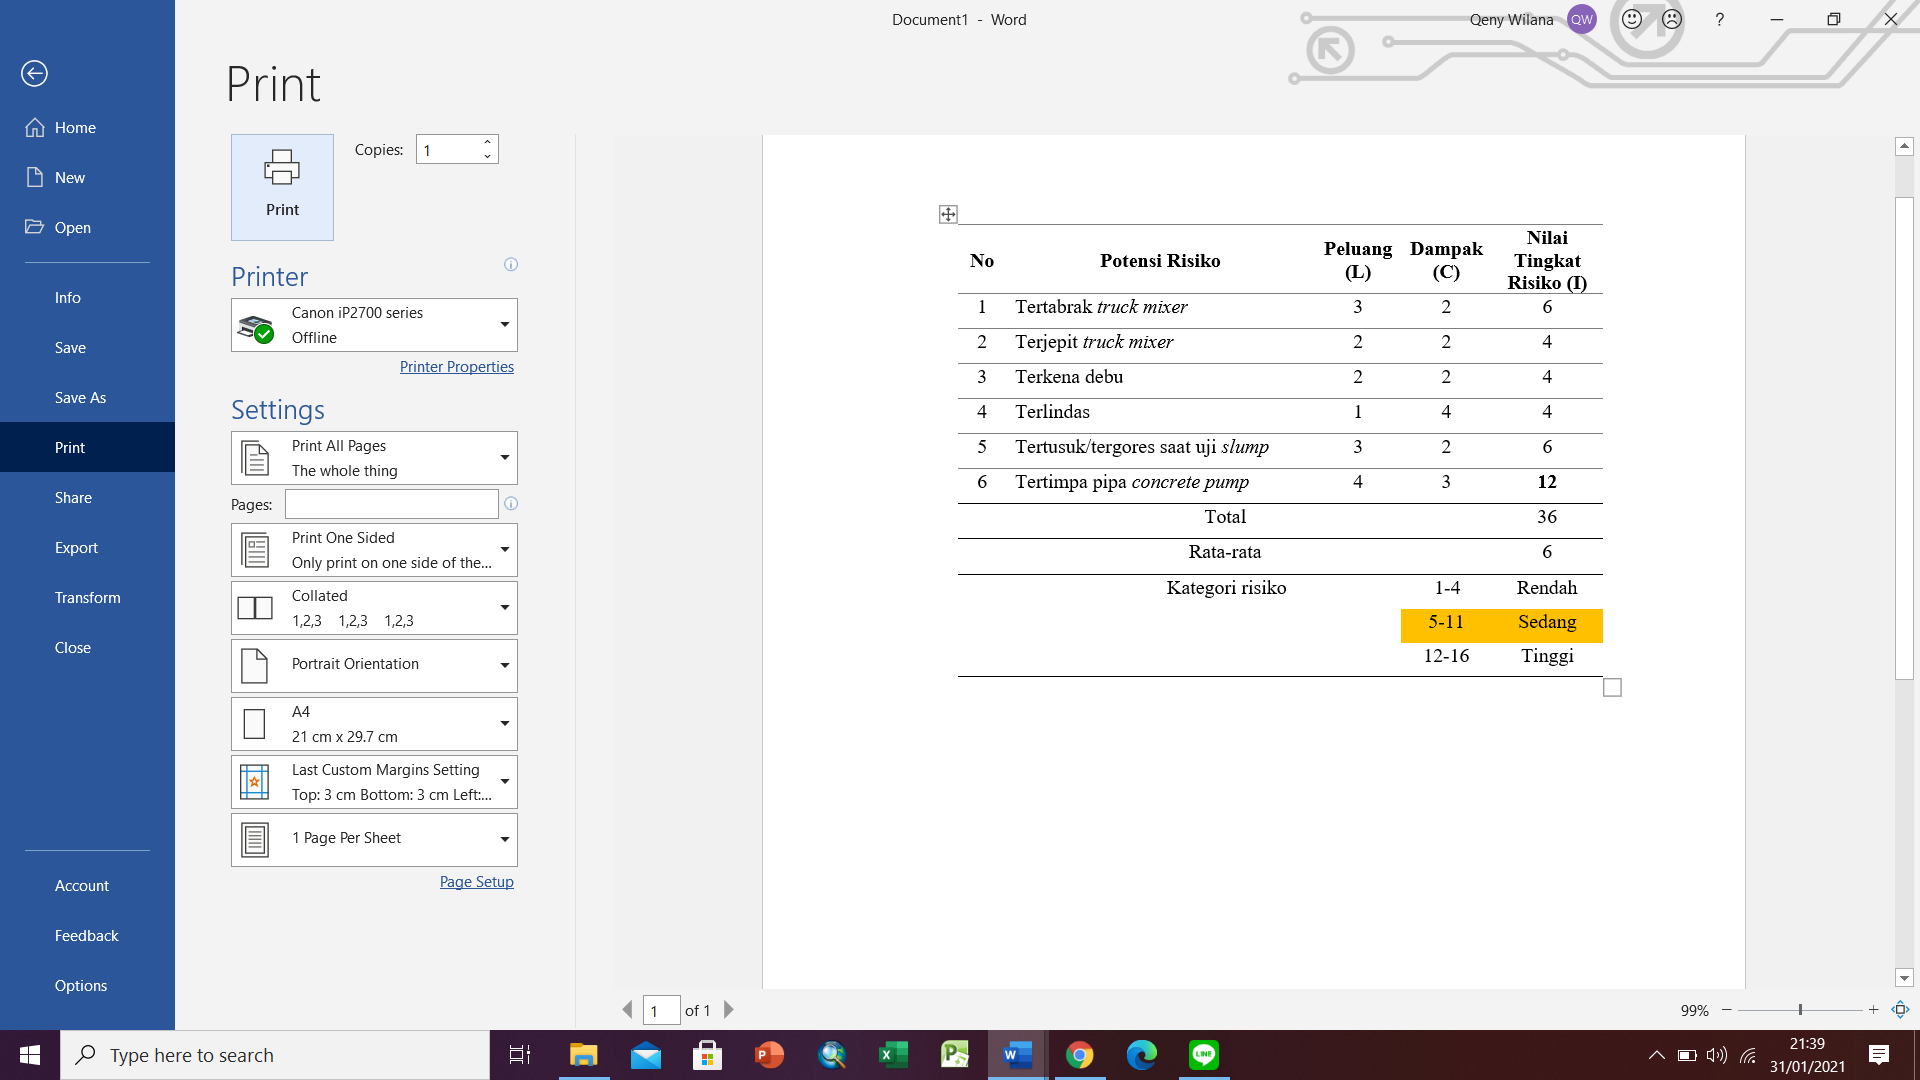 Document1 - Word
Qeny Wilana
QW
?
Print
Home
New
Open
Info
Save
Save As
Print
Share
Export
Transform
Close
Account
Feedback
Options
Print
Copies: 1
Printer
Canon iP2700 series
Offline
Printer Properties
Settings
Print All Pages
The whole thing
Pages:
Print One Sided
Only print on one side of the...
Collated
1,2,3 1,2,3 1,2,3
Portrait Orientation
A4
21 cm x 29.7 cm
Last Custom Margins Setting
Top: 3 cm Bottom: 3 cm Left:...
1 Page Per Sheet
Page Setup
No Potensi Risiko Peluang (L) Dampak (C) Nilai Tingkat Risiko (I)
1 Tertabrak truck mixer 3 2 6
2 Terjepit truck mixer 2 2 4
3 Terkena debu 2 2 4
4 Terlindas 1 4 4
5 Tertusuk/tergores saat uji slump 3 2 6
6 Tertimpa pipa concrete pump 4 3 12
Total 36
Rata-rata 6
Kategori risiko 1-4 Rendah
5-11 Sedang
12-16 Tinggi
1 of 1
99%
Type here to search
LINE
21:39
31/01/2021